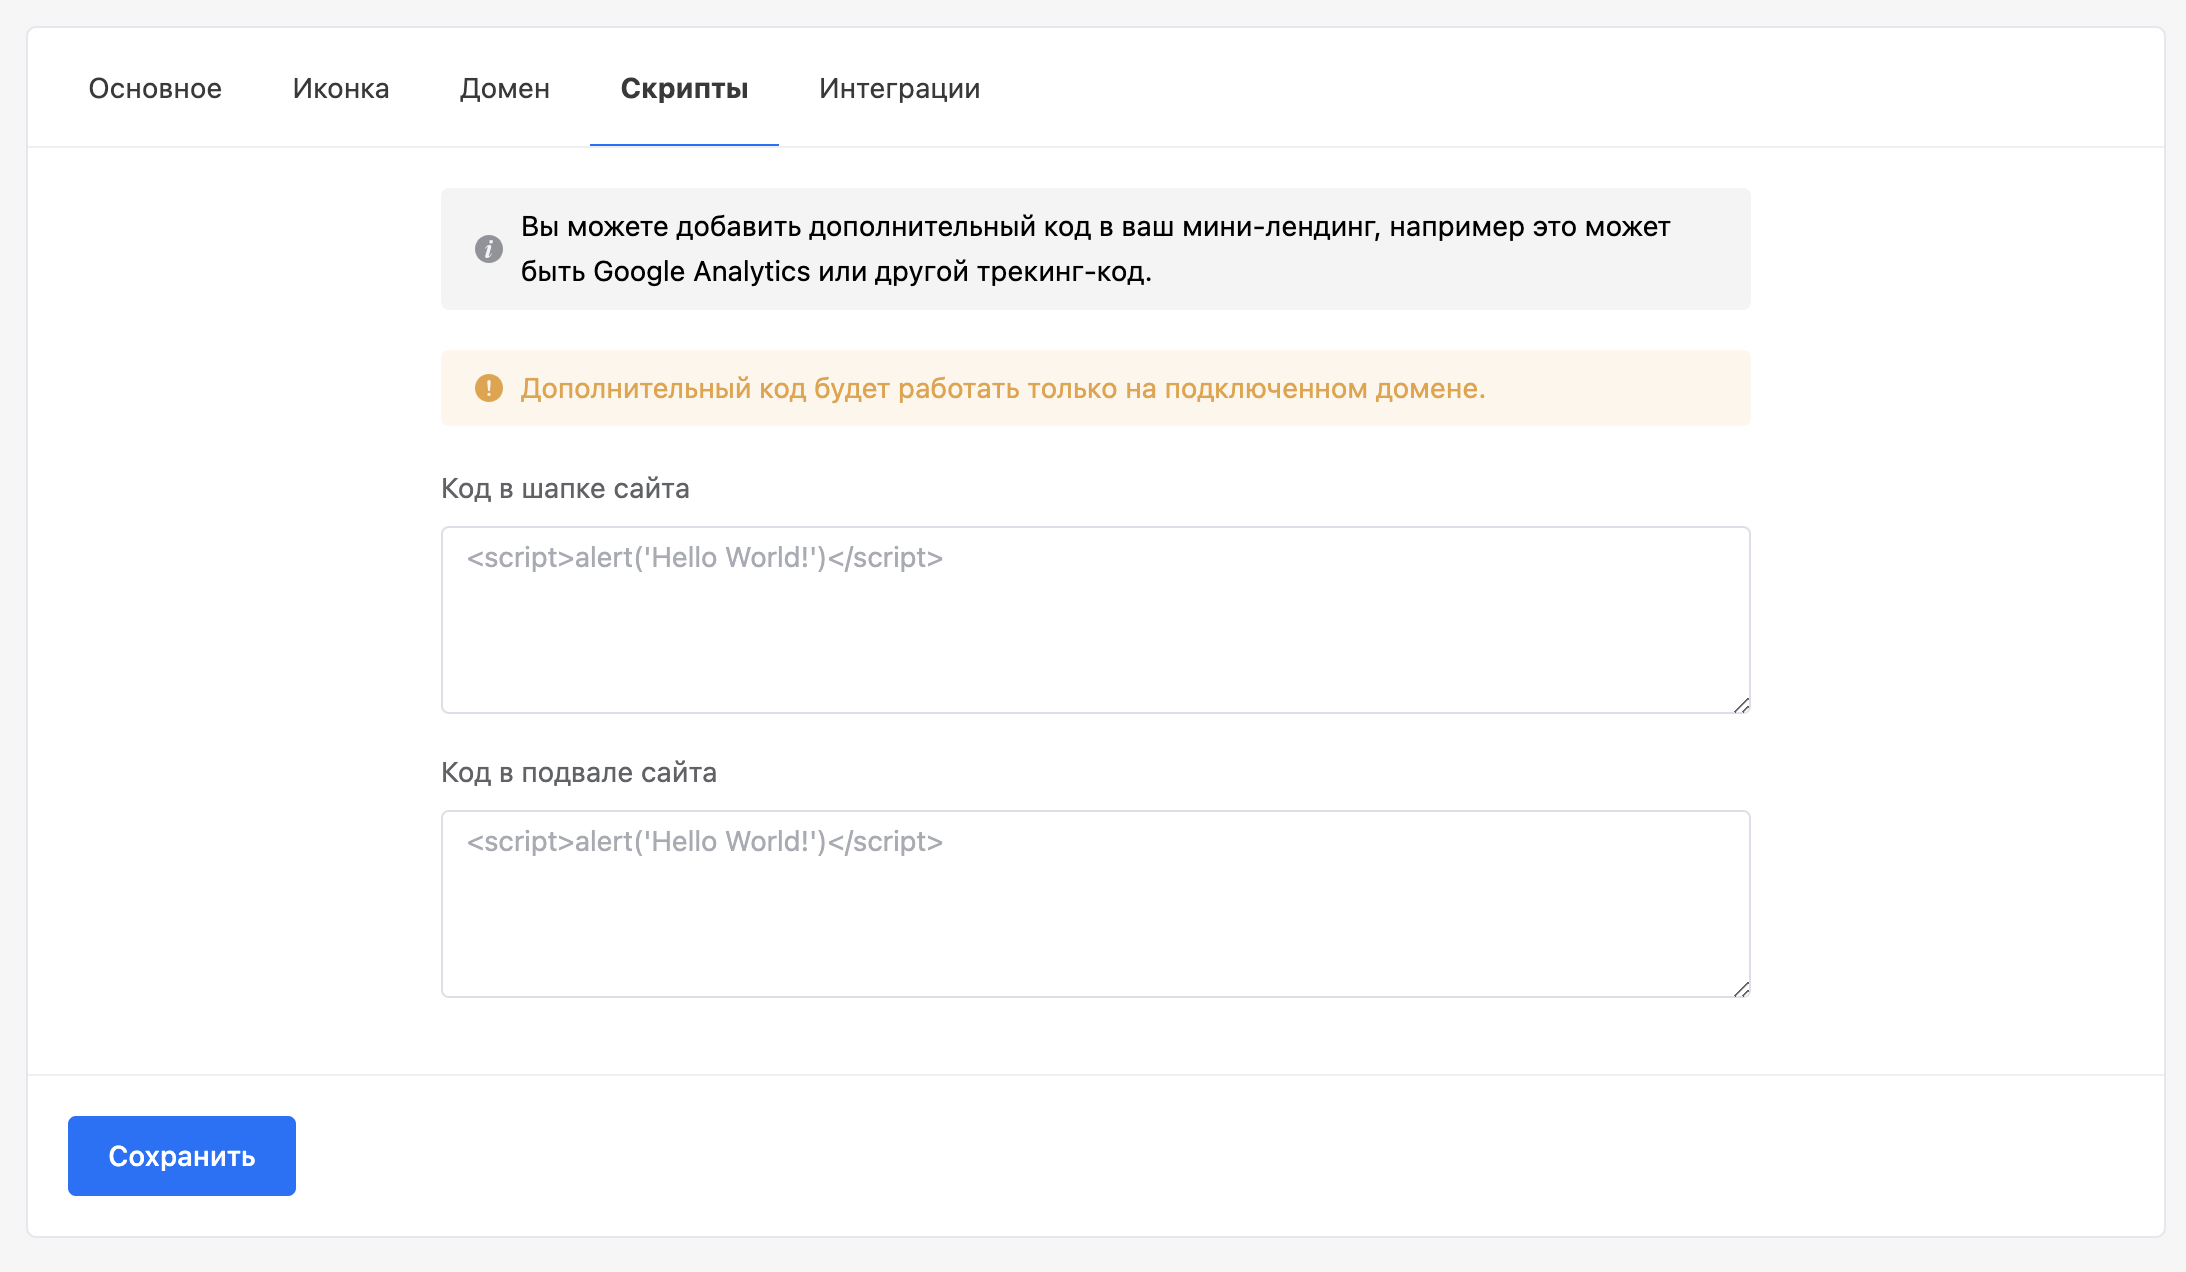 Основное Иконка Домен Скрипты Интеграции
Вы можете добавить дополнительный код в ваш мини-лендинг, например это может
быть Google Analytics или другой трекинг-код.
Дополнительный код будет работать только на подключенном домене.
Код в шапке сайта
<script>alert('Hello World!')</script>
Код в подвале сайта
<script>alert('Hello World!')</script>
Сохранить